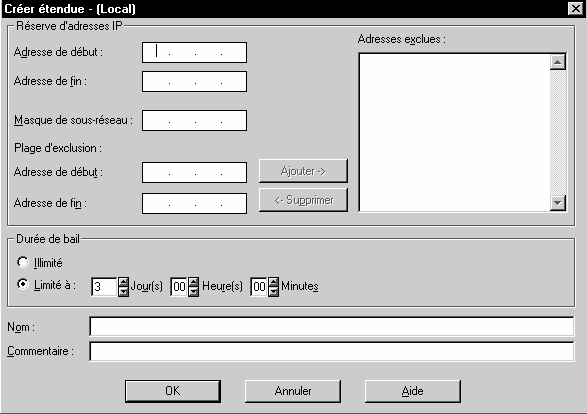 Créer étendue - (Local)
Réserve d'adresses IP
Adresse de début :
Adresse de fin :
Masque de sous-réseau :
Plage d'exclusion :
Adresse de début :
Adresse de fin :
Ajouter ->
<- Supprimer
Adresses exclues :
Durée de bail
Illimité
Limité à : 3 Jour(s) 00 Heure(s) 00 Minutes
Nom :
Commentaire :
OK Annuler Aide